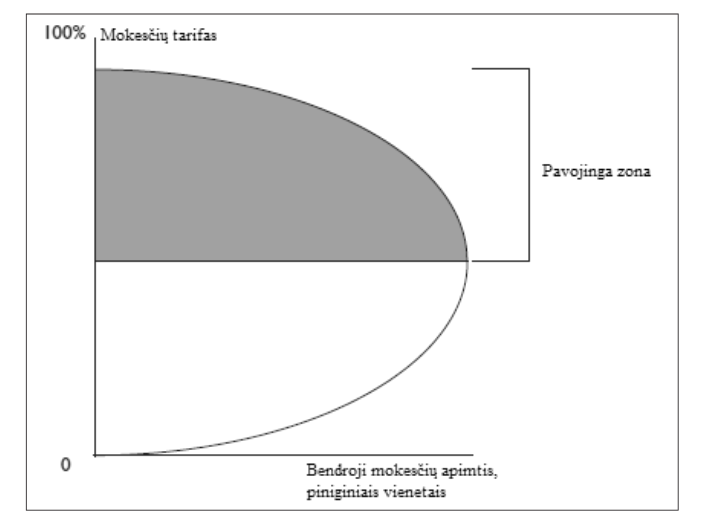 100%
Mokesčių tarifas
Pavojinga zona
0
Bendroji mokesčių apimtis,
piniginiais vienetais